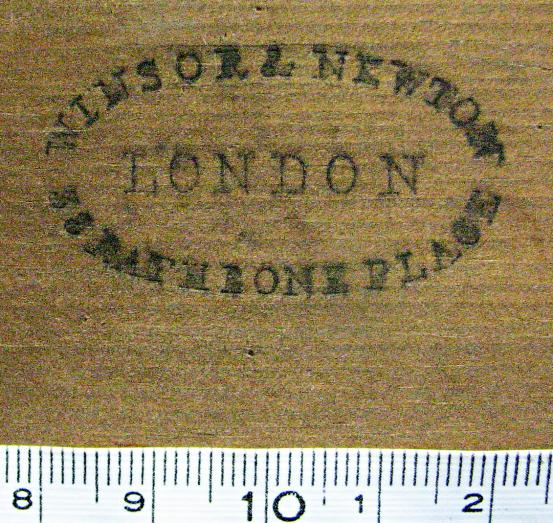 WINSOR & NEWTON
LONDON
38 RATHBONE PLACE
8 9 10 1 2